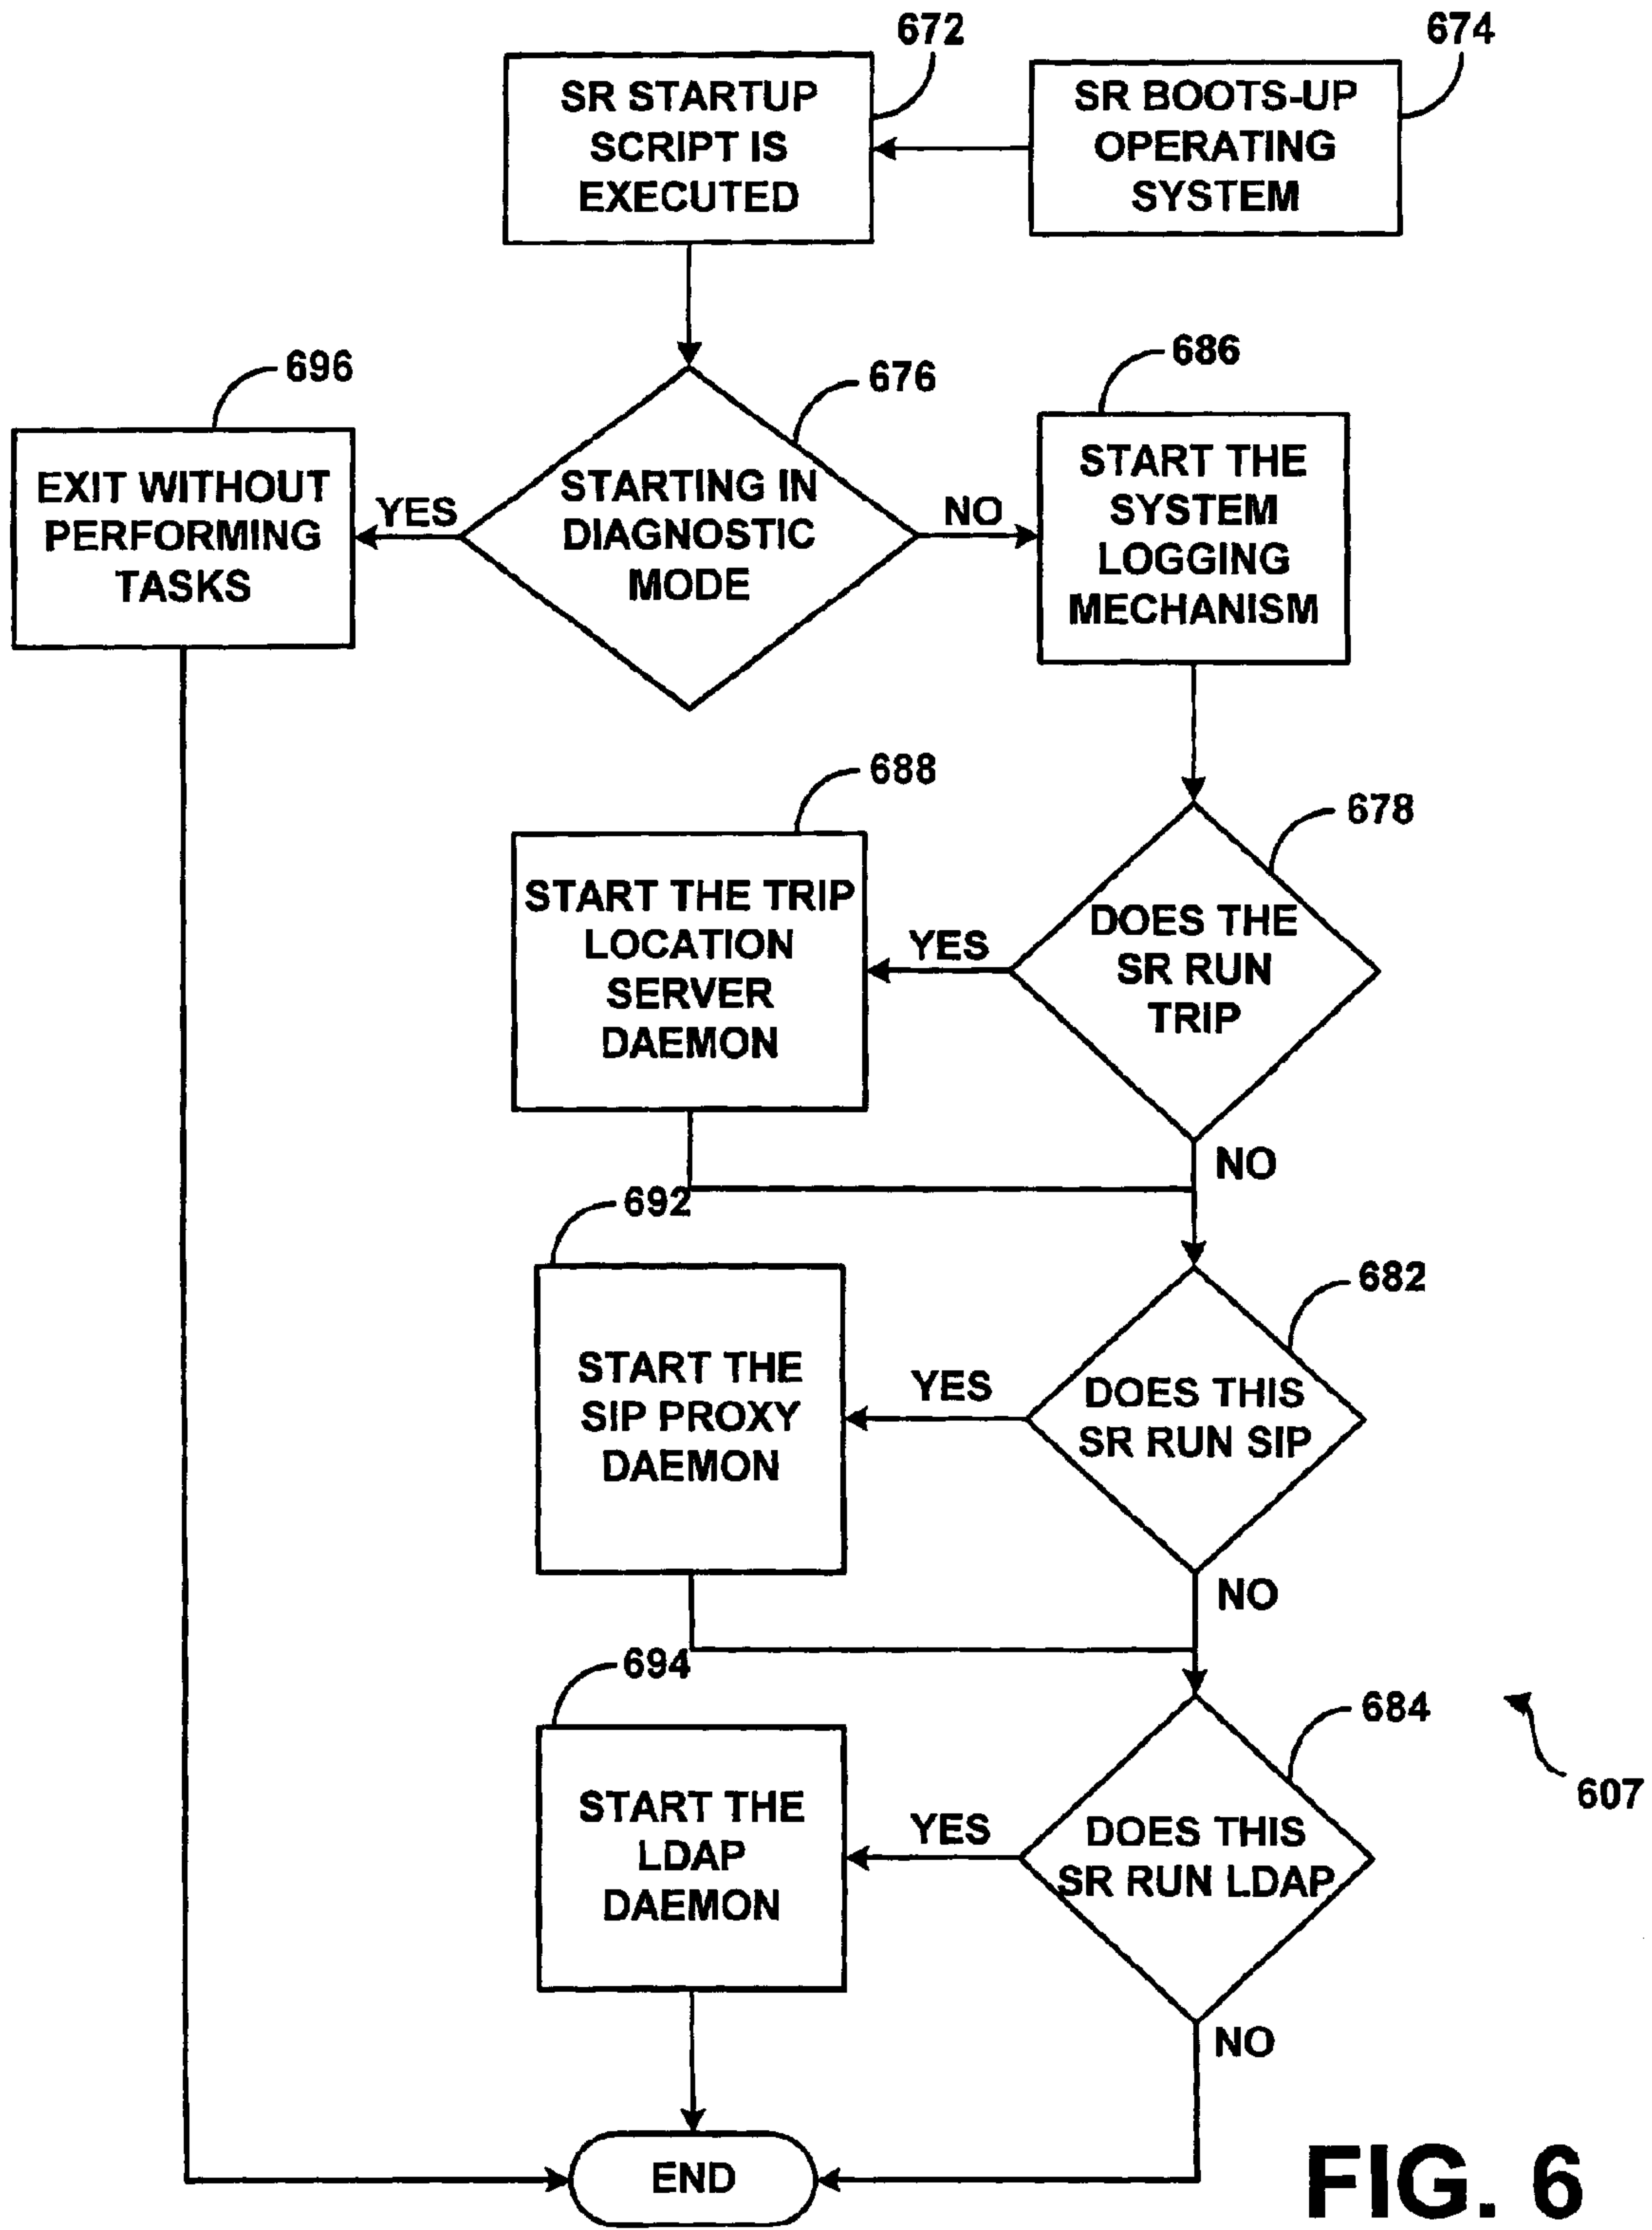 672
674
SR STARTUP
SCRIPT IS
EXECUTED
SR BOOTS-UP
OPERATING
SYSTEM
696
676
686
EXIT WITHOUT
PERFORMING
TASKS
YES
STARTING IN
DIAGNOSTIC
MODE
NO
START THE
SYSTEM
LOGGING
MECHANISM
688
678
START THE TRIP
LOCATION
SERVER
DAEMON
YES
DOES THE
SR RUN
TRIP
NO
692
682
START THE
SIP PROXY
DAEMON
YES
DOES THIS
SR RUN SIP
NO
694
684
607
START THE
LDAP
DAEMON
YES
DOES THIS
SR RUN LDAP
NO
END
FIG. 6